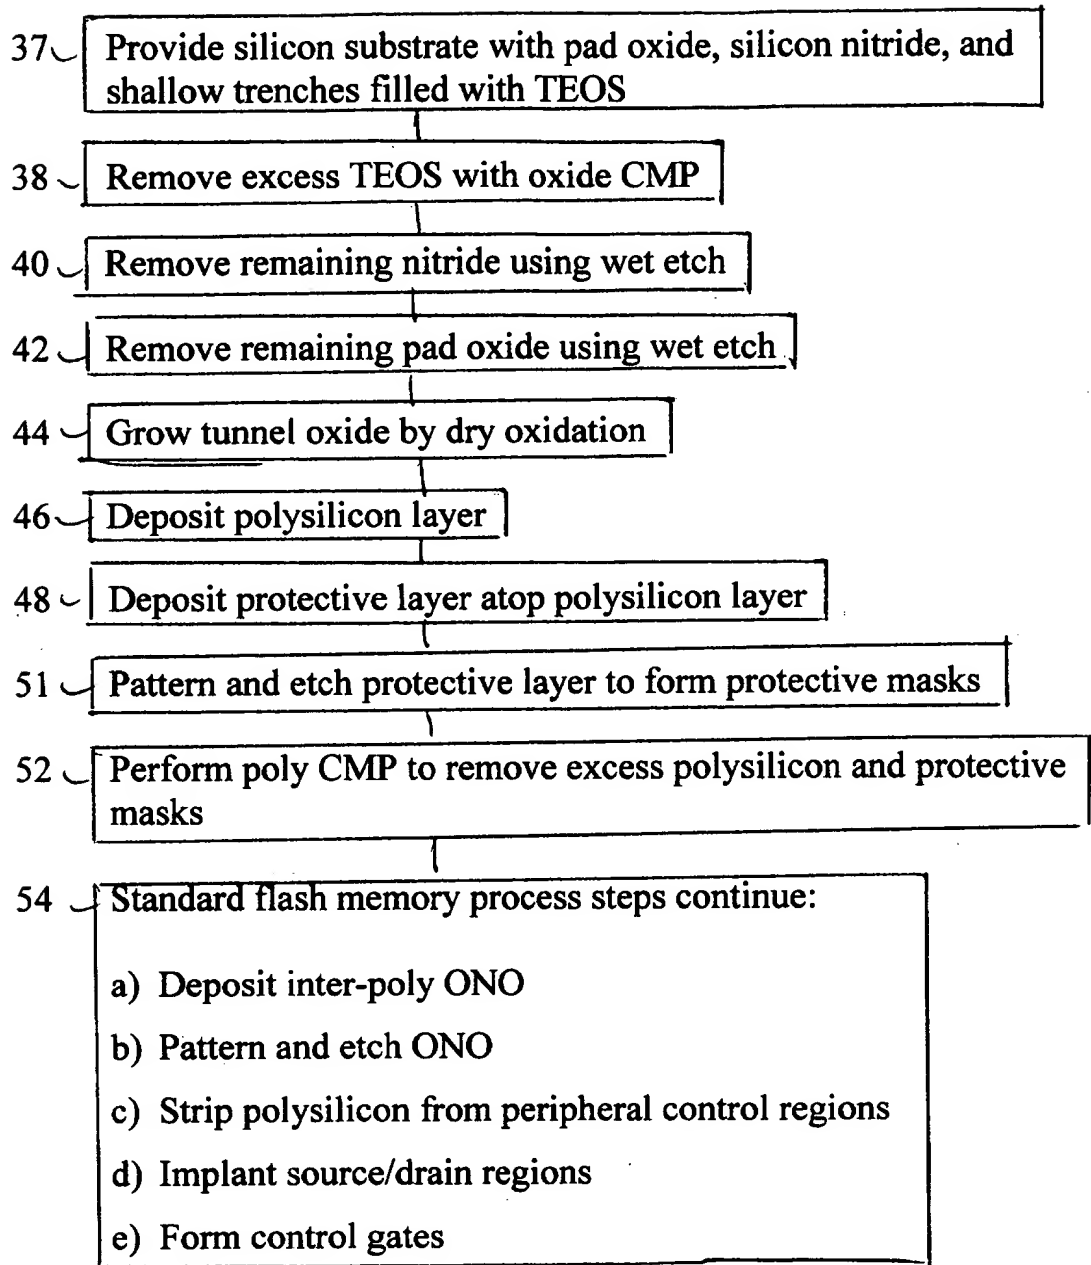 37 Provide silicon substrate with pad oxide, silicon nitride, and
shallow trenches filled with TEOS
38 Remove excess TEOS with oxide CMP
40 Remove remaining nitride using wet etch
42 Remove remaining pad oxide using wet etch
44 Grow tunnel oxide by dry oxidation
46 Deposit polysilicon layer
48 Deposit protective layer atop polysilicon layer
51 Pattern and etch protective layer to form protective masks
52 Perform poly CMP to remove excess polysilicon and protective
masks
54 Standard flash memory process steps continue:
a) Deposit inter-poly ONO
b) Pattern and etch ONO
c) Strip polysilicon from peripheral control regions
d) Implant source/drain regions
e) Form control gates